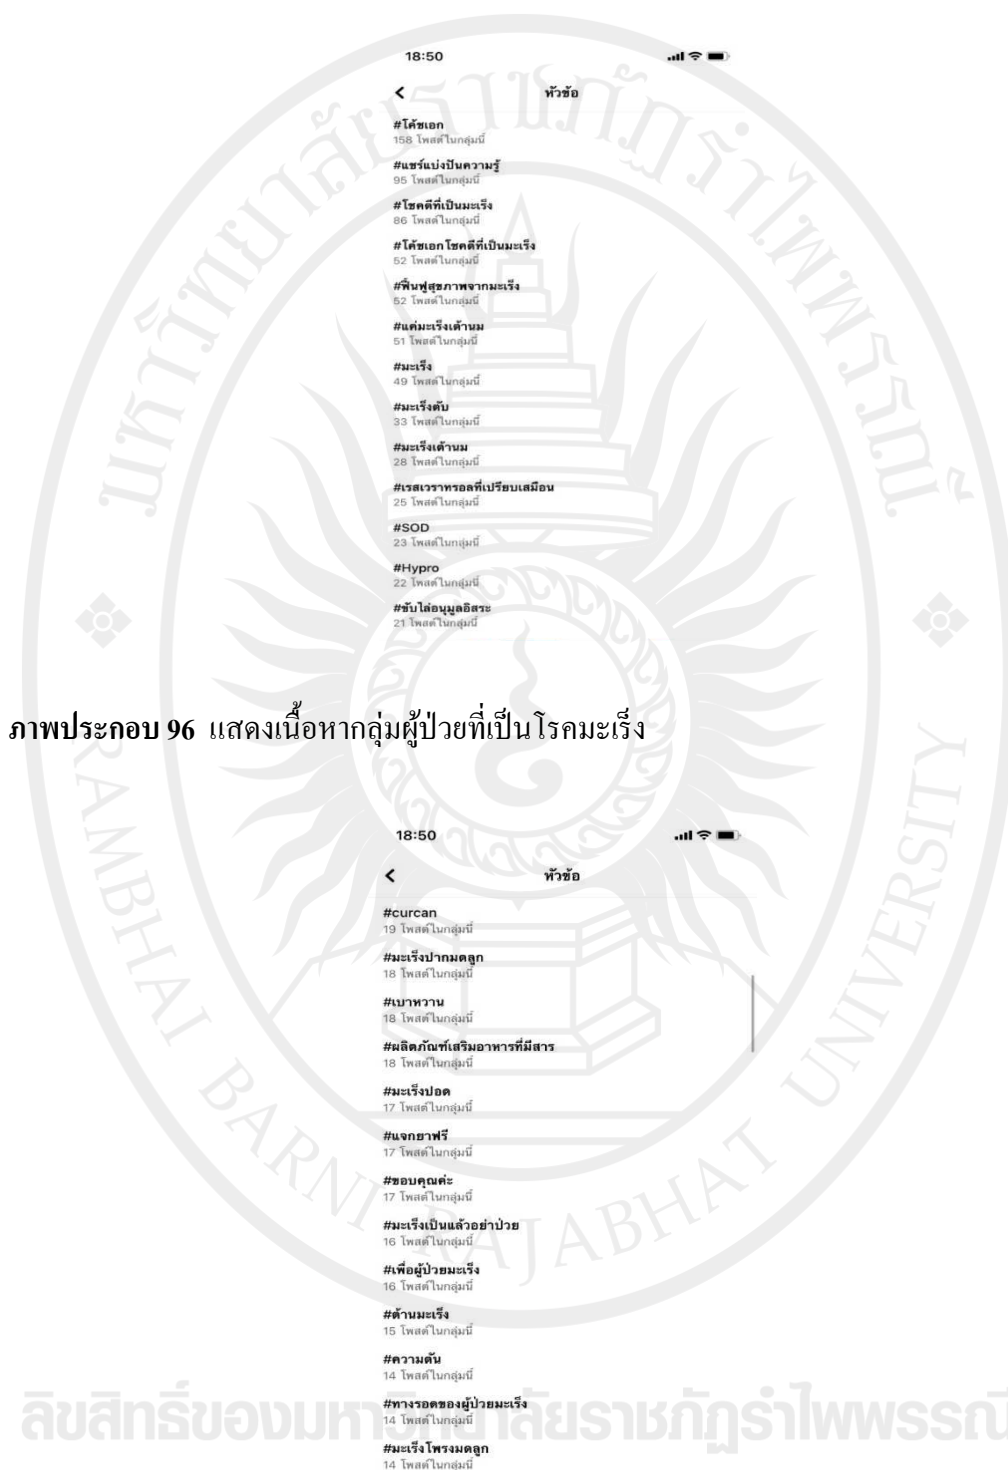 18:50
หัวข้อ
#โค้ชเอก
158 โพสต์ในกลุ่มนี้
#แชร์แบ่งปันความรู้
95 โพสต์ในกลุ่มนี้
#โชคดีที่เป็นมะเร็ง
86 โพสต์ในกลุ่มนี้
#โค้ชเอกโชคดีที่เป็นมะเร็ง
52 โพสต์ในกลุ่มนี้
#ฟื้นฟูสุขภาพจากมะเร็ง
52 โพสต์ในกลุ่มนี้
#แค่มะเร็งเต้านม
51 โพสต์ในกลุ่มนี้
#มะเร็ง
49 โพสต์ในกลุ่มนี้
#มะเร็งตับ
33 โพสต์ในกลุ่มนี้
#มะเร็งเต้านม
28 โพสต์ในกลุ่มนี้
#เรสเวราทรอลที่เปรียบเสมือน
25 โพสต์ในกลุ่มนี้
#SOD
23 โพสต์ในกลุ่มนี้
#Hypro
22 โพสต์ในกลุ่มนี้
#ขับไล่อนุมูลอิสระ
21 โพสต์ในกลุ่มนี้
ภาพประกอบ 96 แสดงเนื้อหากลุ่มผู้ป่วยที่เป็นโรคมะเร็ง
18:50
หัวข้อ
#curcan
19 โพสต์ในกลุ่มนี้
#มะเร็งปากมดลูก
18 โพสต์ในกลุ่มนี้
#เบาหวาน
18 โพสต์ในกลุ่มนี้
#ผลิตภัณฑ์เสริมอาหารที่มีสาร
18 โพสต์ในกลุ่มนี้
#มะเร็งปอด
17 โพสต์ในกลุ่มนี้
#แจกยาฟรี
17 โพสต์ในกลุ่มนี้
#ขอบคุณค่ะ
17 โพสต์ในกลุ่มนี้
#มะเร็งเป็นแล้วอย่าป่วย
16 โพสต์ในกลุ่มนี้
#เพื่อผู้ป่วยมะเร็ง
16 โพสต์ในกลุ่มนี้
#ต้านมะเร็ง
15 โพสต์ในกลุ่มนี้
#ความดัน
14 โพสต์ในกลุ่มนี้
#ทางรอดของผู้ป่วยมะเร็ง
14 โพสต์ในกลุ่มนี้
#มะเร็งโพรงมดลูก
14 โพสต์ในกลุ่มนี้
มหาวิทยาลัยราชภัฏรำไพพรรณี
RAMBHAI BARNI RAJABHAT UNIVERSITY
ลิขสิทธิ์ของมหาวิทยาลัยราชภัฏรำไพพรรณี